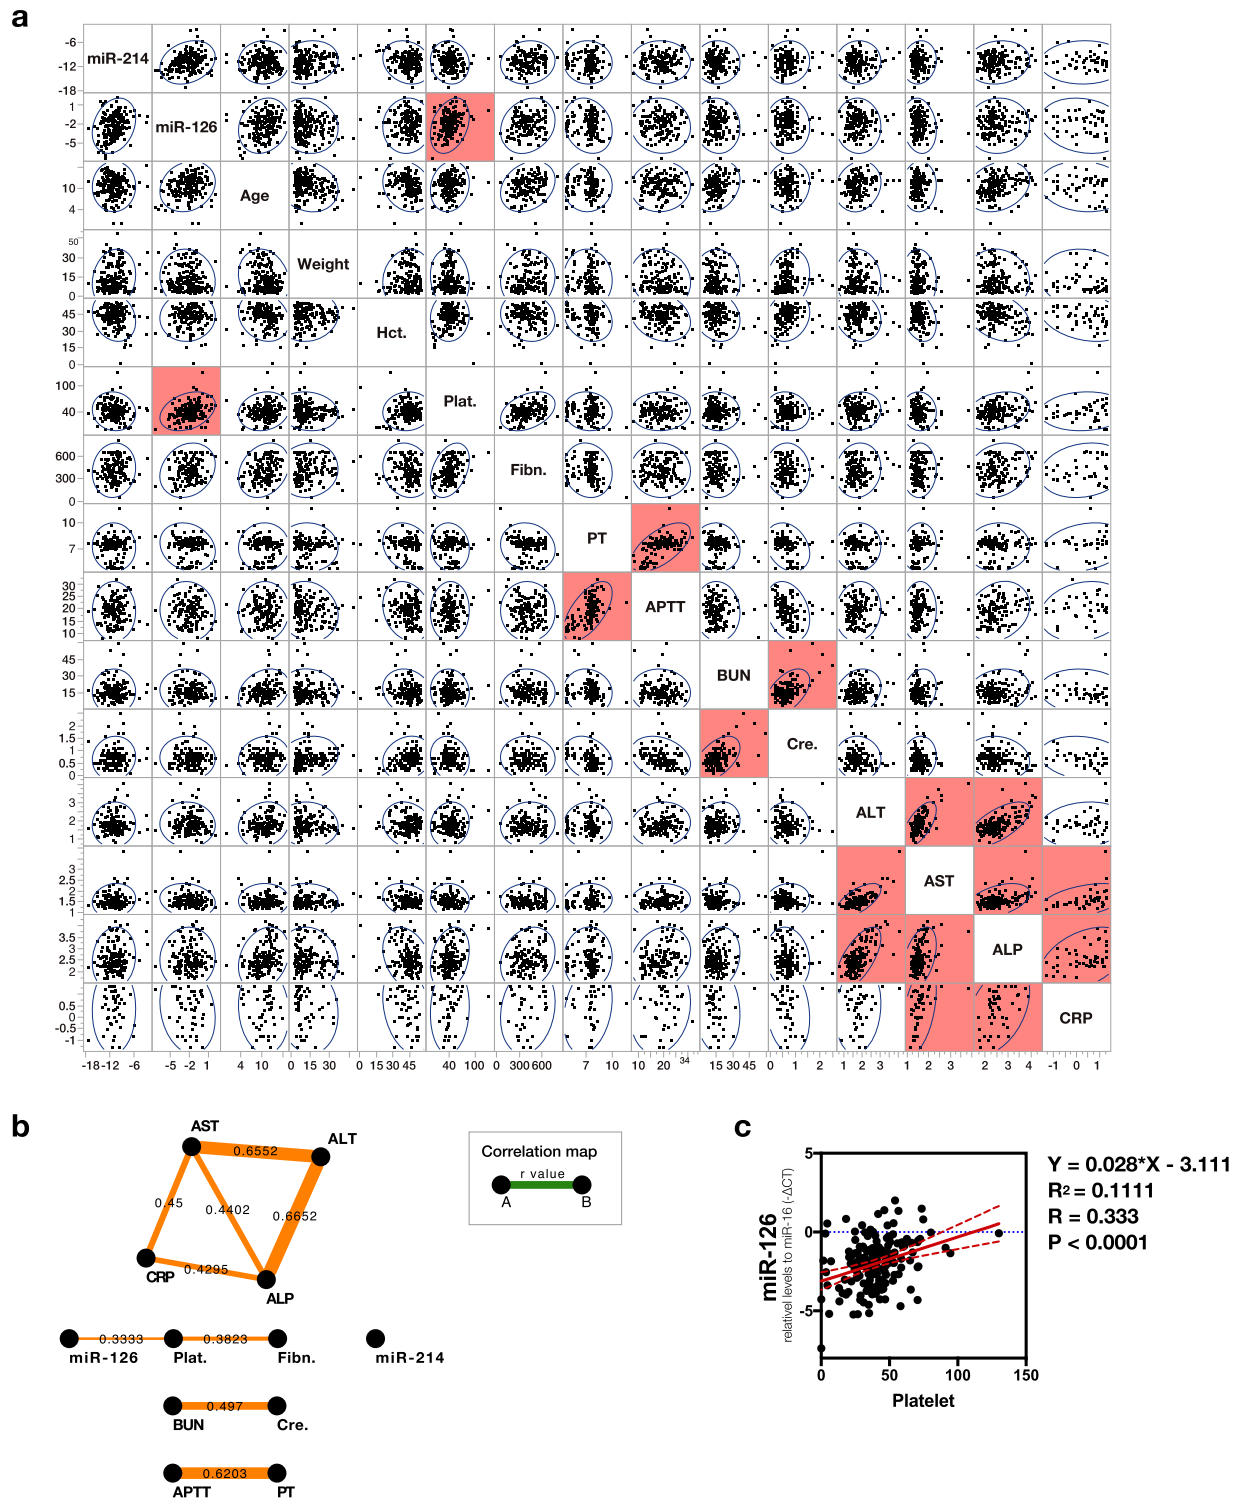 a
miR-214
-6
-12
-18
miR-126
1
-2
-5
Age
10
4
Weight
50
30
15
0
Hct.
45
30
15
0
Plat.
100
40
Fibn.
600
300
0
PT
10
7
APTT
30
25
20
15
10
BUN
45
30
15
Cre.
2
1.5
1
0.5
0
ALT
3
2
1
AST
3
2.5
2
1.5
1
ALP
3.5
3
2.5
2
CRP
0.5
0
-0.5
-1
-18 -12 -6 -5 -2 1 4 10 0 15 30 0 15 30 45 40 100 0 300 600 7 10 10 20 34 15 30 45 0 1 2 1 2 3 1 2 3 2 3 4 -1 0 1
b
AST
ALT
0.6552
0.45
0.4402
0.6652
CRP
0.4295
ALP
0.3333
0.3823
miR-126
Plat.
Fibn.
miR-214
0.497
BUN
Cre.
0.6203
APTT
PT
Correlation map
r value
A
B
c
miR-126
relativel levels to miR-16 (-ΔCT)
5
0
-5
0
50
100
150
Platelet
Y = 0.028*X - 3.111
R2 = 0.1111
R = 0.333
P < 0.0001